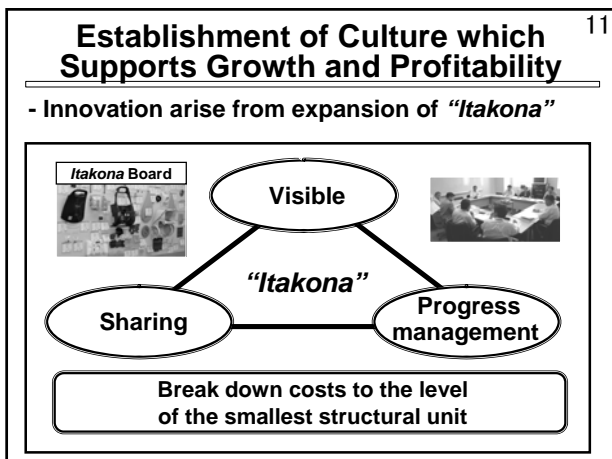 11
Establishment of Culture which
Supports Growth and Profitability
- Innovation arise from expansion of "Itakona"
Itakona Board
Visible
"Itakona"
Sharing
Progress
management
Break down costs to the level
of the smallest structural unit